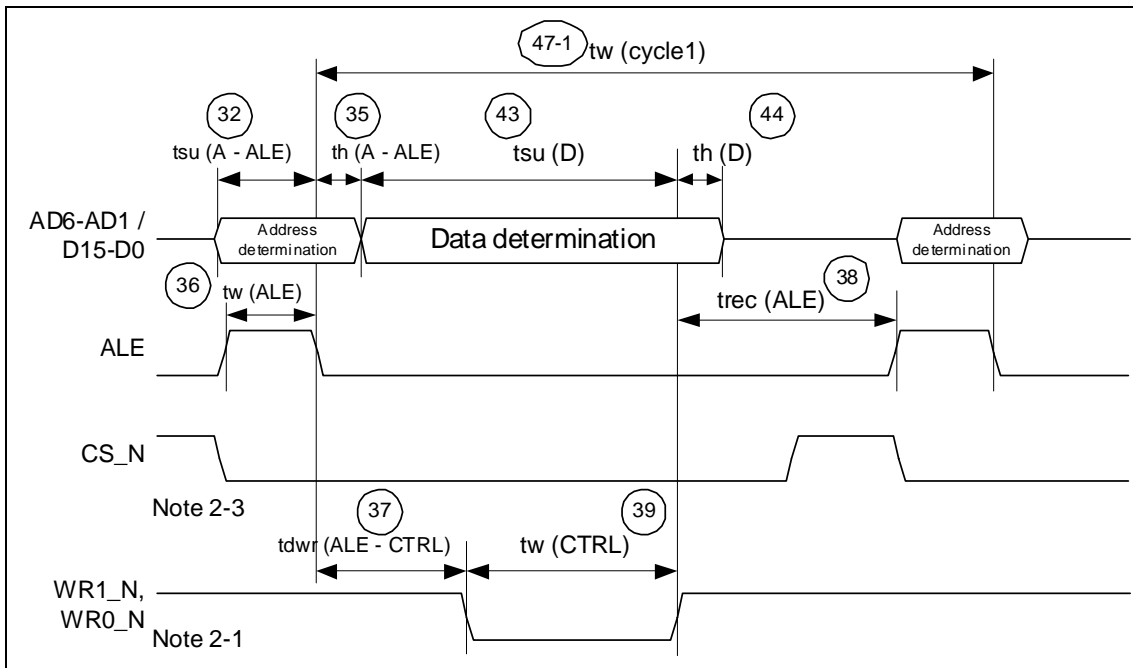 47-1 tw (cycle1)
32 35 43 44
tsu (A - ALE) th (A - ALE) tsu (D) th (D)
AD6-AD1 /
D15-D0
Address
determination
Data determination
Address
determination
36 tw (ALE) trec (ALE) 38
ALE
CS_N
Note 2-3
37 39
tdwr (ALE - CTRL) tw (CTRL)
WR1_N,
WR0_N
Note 2-1